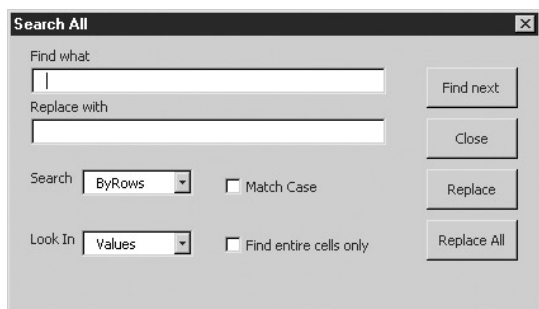 Search All
Find what
Find next
Replace with
Close
Search ByRows
Match Case
Replace
Look In Values
Find entire cells only
Replace All